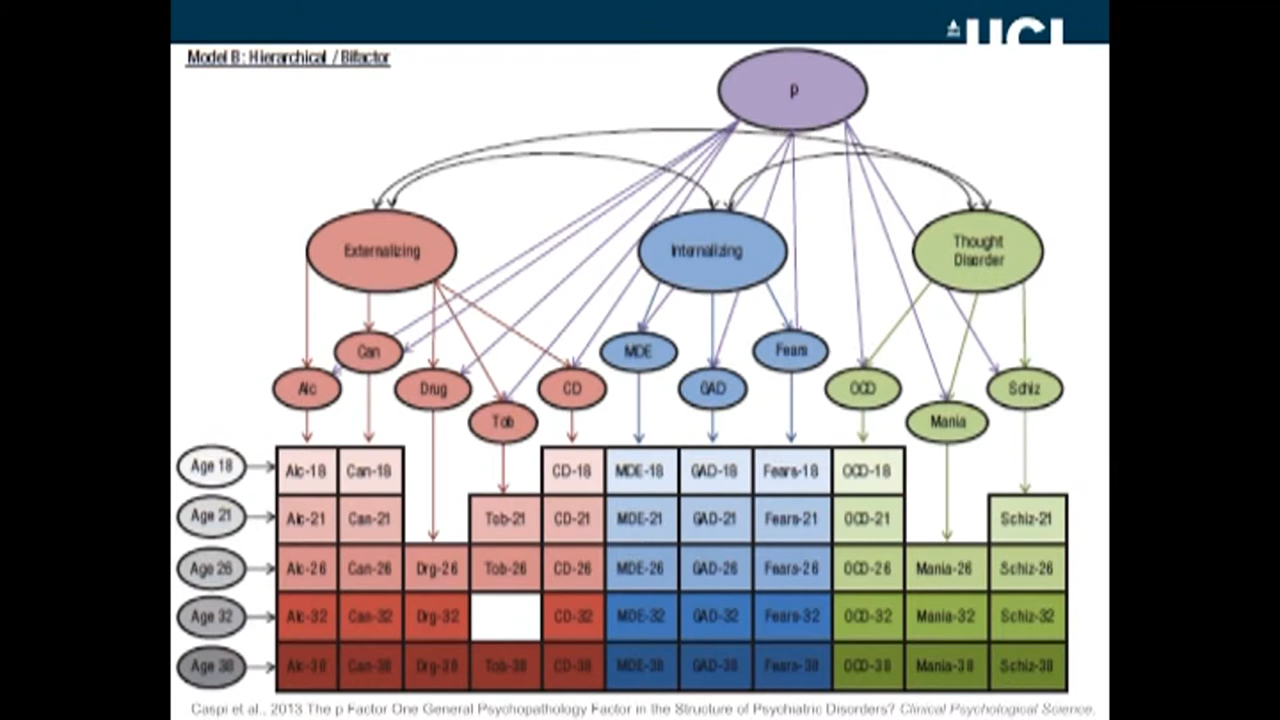 UCL
Model B: Hierarchical / Bifactor
p
Externalizing
Internalizing
Thought
Disorder
Can
MDE
Fears
Alc
Drug
CD
GAD
OCD
Schiz
Tob
Mania
Age 18
Alc-18 Can-18 CD-18 MDE-18 GAD-18 Fears-18 OCD-18
Age 21
Alc-21 Can-21 Tob-21 CD-21 MDE-21 GAD-21 Fears-21 OCD-21 Schiz-21
Age 26
Alc-26 Can-26 Drg-26 Tob-26 CD-26 MDE-26 GAD-26 Fears-26 OCD-26 Mania-26 Schiz-26
Age 32
Alc-32 Can-32 Drg-32 CD-32 MDE-32 GAD-32 Fears-32 OCD-32 Mania-32 Schiz-32
Age 38
Alc-38 Can-38 Drg-38 Tob-38 CD-38 MDE-38 GAD-38 Fears-38 OCD-38 Mania-38 Schiz-38
Caspi et al., 2013 The p Factor One General Psychopathology Factor in the Structure of Psychiatric Disorders? Clinical Psychological Science.